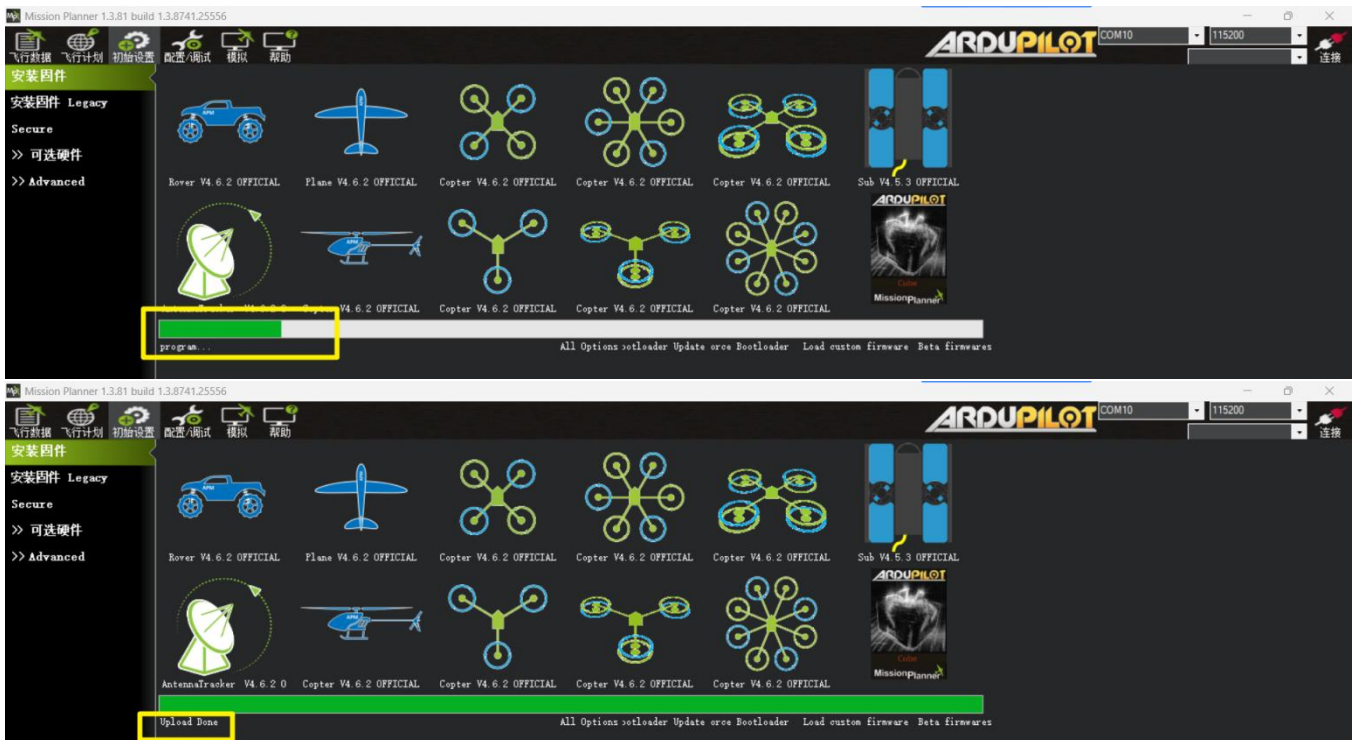 Mission Planner 1.3.81 build 1.3.8741.25556
飞行数据 飞行计划 初始设置 配置/调试 模拟 帮助
ARDUPILOT
COM10 115200
连接
安装固件
安装固件 Legacy
Secure
>> 可选硬件
>> Advanced
Rover V4.6.2 OFFICIAL Plane V4.6.2 OFFICIAL Copter V4.6.2 OFFICIAL Copter V4.6.2 OFFICIAL Copter V4.6.2 OFFICIAL Sub V4.5.3 OFFICIAL
ARDUPILOT
Cube
MissionPlanner
V4.6.2 OFFICIAL Copter V4.6.2 OFFICIAL Copter V4.6.2 OFFICIAL Copter V4.6.2 OFFICIAL
program...
All Options otloader Update orce Bootloader Load custom firmware Beta firmwares
Mission Planner 1.3.81 build 1.3.8741.25556
飞行数据 飞行计划 初始设置 配置/调试 模拟 帮助
ARDUPILOT
COM10 115200
连接
安装固件
安装固件 Legacy
Secure
>> 可选硬件
>> Advanced
Rover V4.6.2 OFFICIAL Plane V4.6.2 OFFICIAL Copter V4.6.2 OFFICIAL Copter V4.6.2 OFFICIAL Copter V4.6.2 OFFICIAL Sub V4.5.3 OFFICIAL
ARDUPILOT
Cube
MissionPlanner
AntennaTracker V4.6.2 O Copter V4.6.2 OFFICIAL Copter V4.6.2 OFFICIAL Copter V4.6.2 OFFICIAL Copter V4.6.2 OFFICIAL
Upload Done
All Options otloader Update orce Bootloader Load custom firmware Beta firmwares